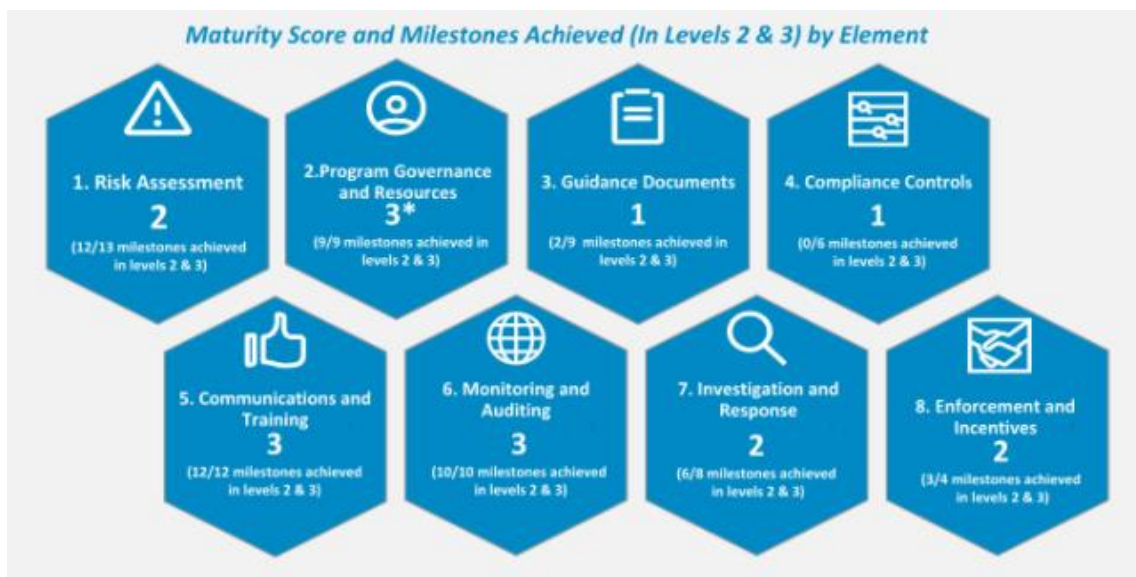 Maturity Score and Milestones Achieved (In Levels 2 & 3) by Element
1. Risk Assessment
2
(12/13 milestones achieved
in levels 2 & 3)
2.Program Governance
and Resources
3*
(9/9 milestones achieved in
levels 2 & 3)
3. Guidance Documents
1
(2/9 milestones achieved in
levels 2 & 3)
4. Compliance Controls
1
(0/6 milestones achieved
in levels 2 & 3)
5. Communications and
Training
3
(12/12 milestones achieved
in levels 2 & 3)
6. Monitoring and
Auditing
3
(10/10 milestones achieved
in levels 2 & 3)
7. Investigation and
Response
2
(6/8 milestones achieved
in levels 2 & 3)
8. Enforcement and
Incentives
2
(3/4 milestones achieved
in levels 2 & 3)